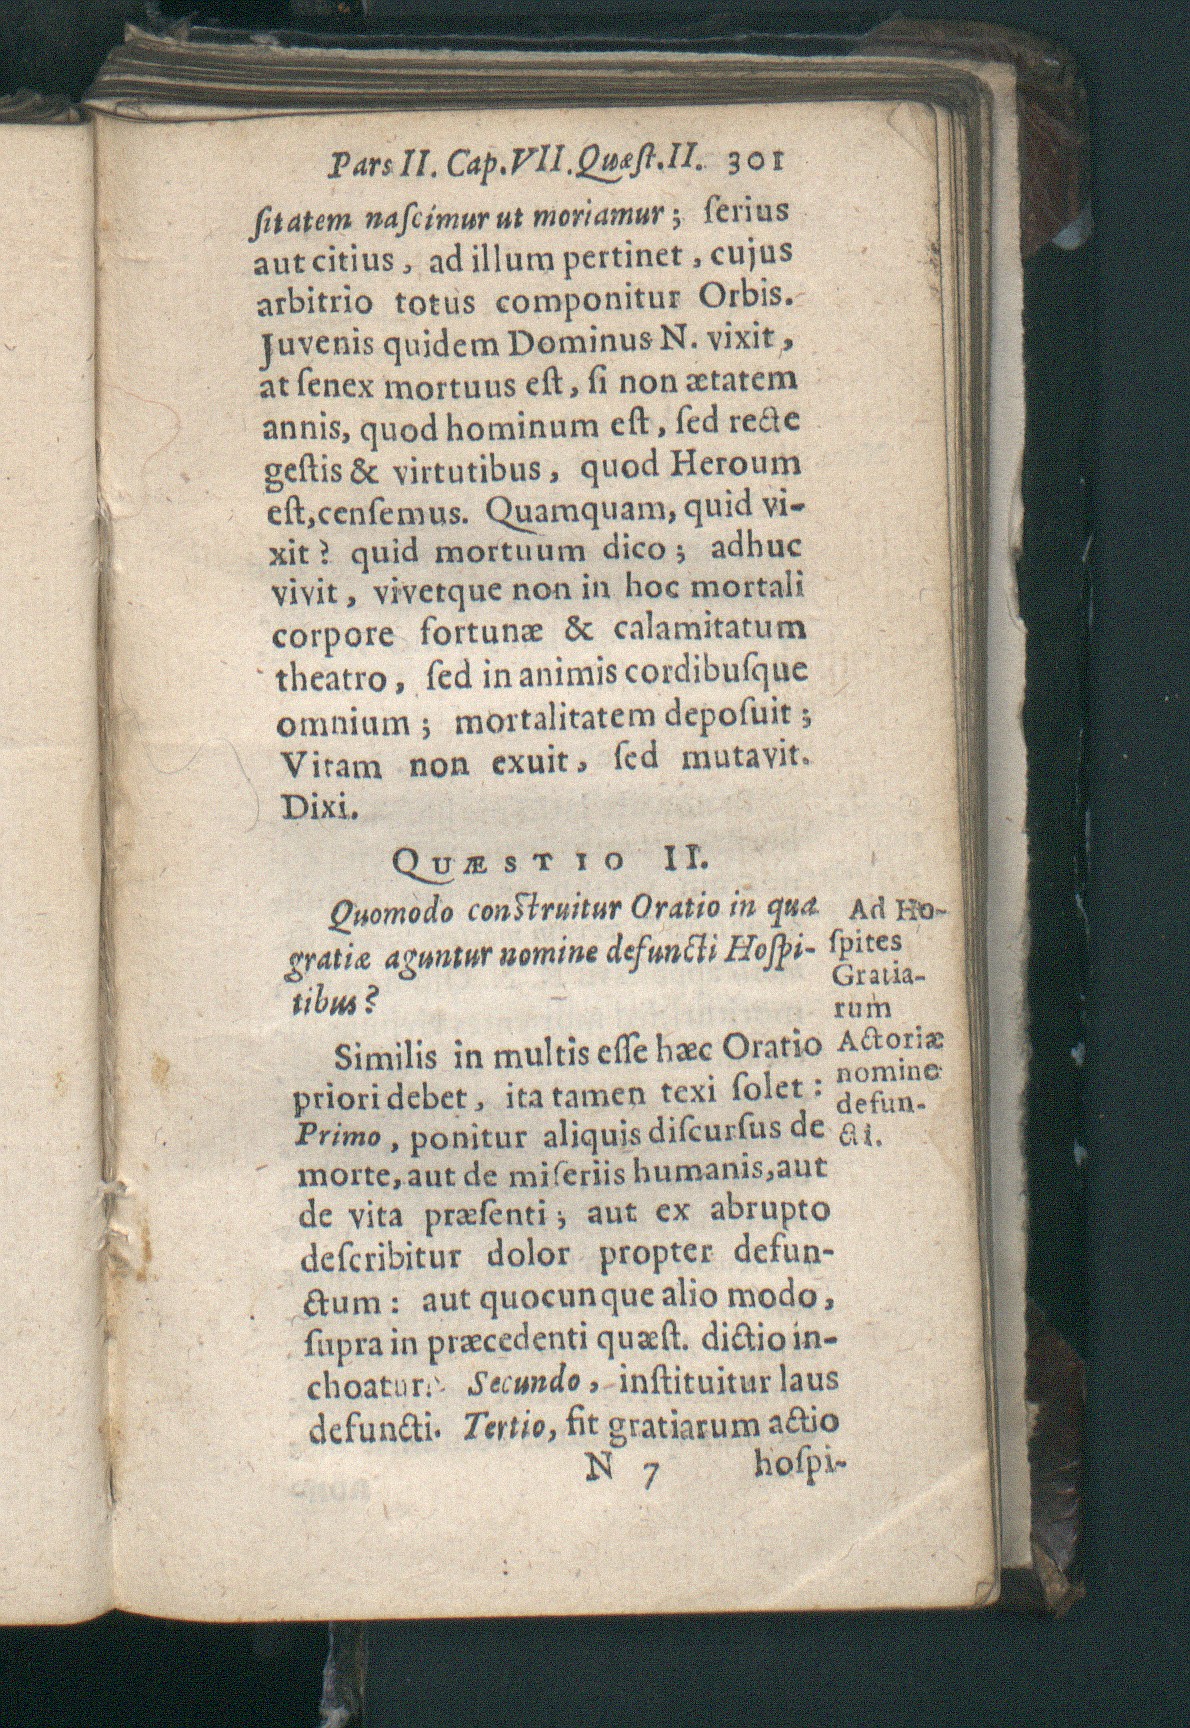 Pars II. Cap. VII. Quæſt. II. 301
ſitatem naſcimur ut moriamur; ſerius
aut citius, ad illum pertinet, cujus
arbitrio totus componitur Orbis.
Juvenis quidem Dominus N. vixit,
at ſenex mortuus eſt, ſi non ætatem
annis, quod hominum eſt, ſed recte
geſtis & virtutibus, quod Heroum
eſt, cenſemus. Quamquam, quid vi-
xit? quid mortuum dico; adhuc
vivit, vivetque non in hoc mortali
corpore fortunæ & calamitatum
theatro, ſed in animis cordibuſque
omnium; mortalitatem depoſuit;
Vitam non exuit, ſed mutavit.
Dixi.
QUÆSTIO II.
Quomodo conſtruitur Oratio in qua
gratiæ aguntur nomine defuncti Hoſpi-
tibus?
Ad Ho-
ſpites
Gratia-
rum
Actoriæ
nomine
defun-
cti.
Similis in multis eſſe hæc Oratio
priori debet, ita tamen texi ſolet:
Primo, ponitur aliquis diſcurſus de
morte, aut de miſeriis humanis, aut
de vita præſenti; aut ex abrupto
deſcribitur dolor propter defun-
ctum: aut quocunque alio modo,
ſupra in præcedenti quæſt. dictio in-
choatur. Secundo, inſtituitur laus
defuncti. Tertio, fit gratiarum actio
N 7 hoſpi-